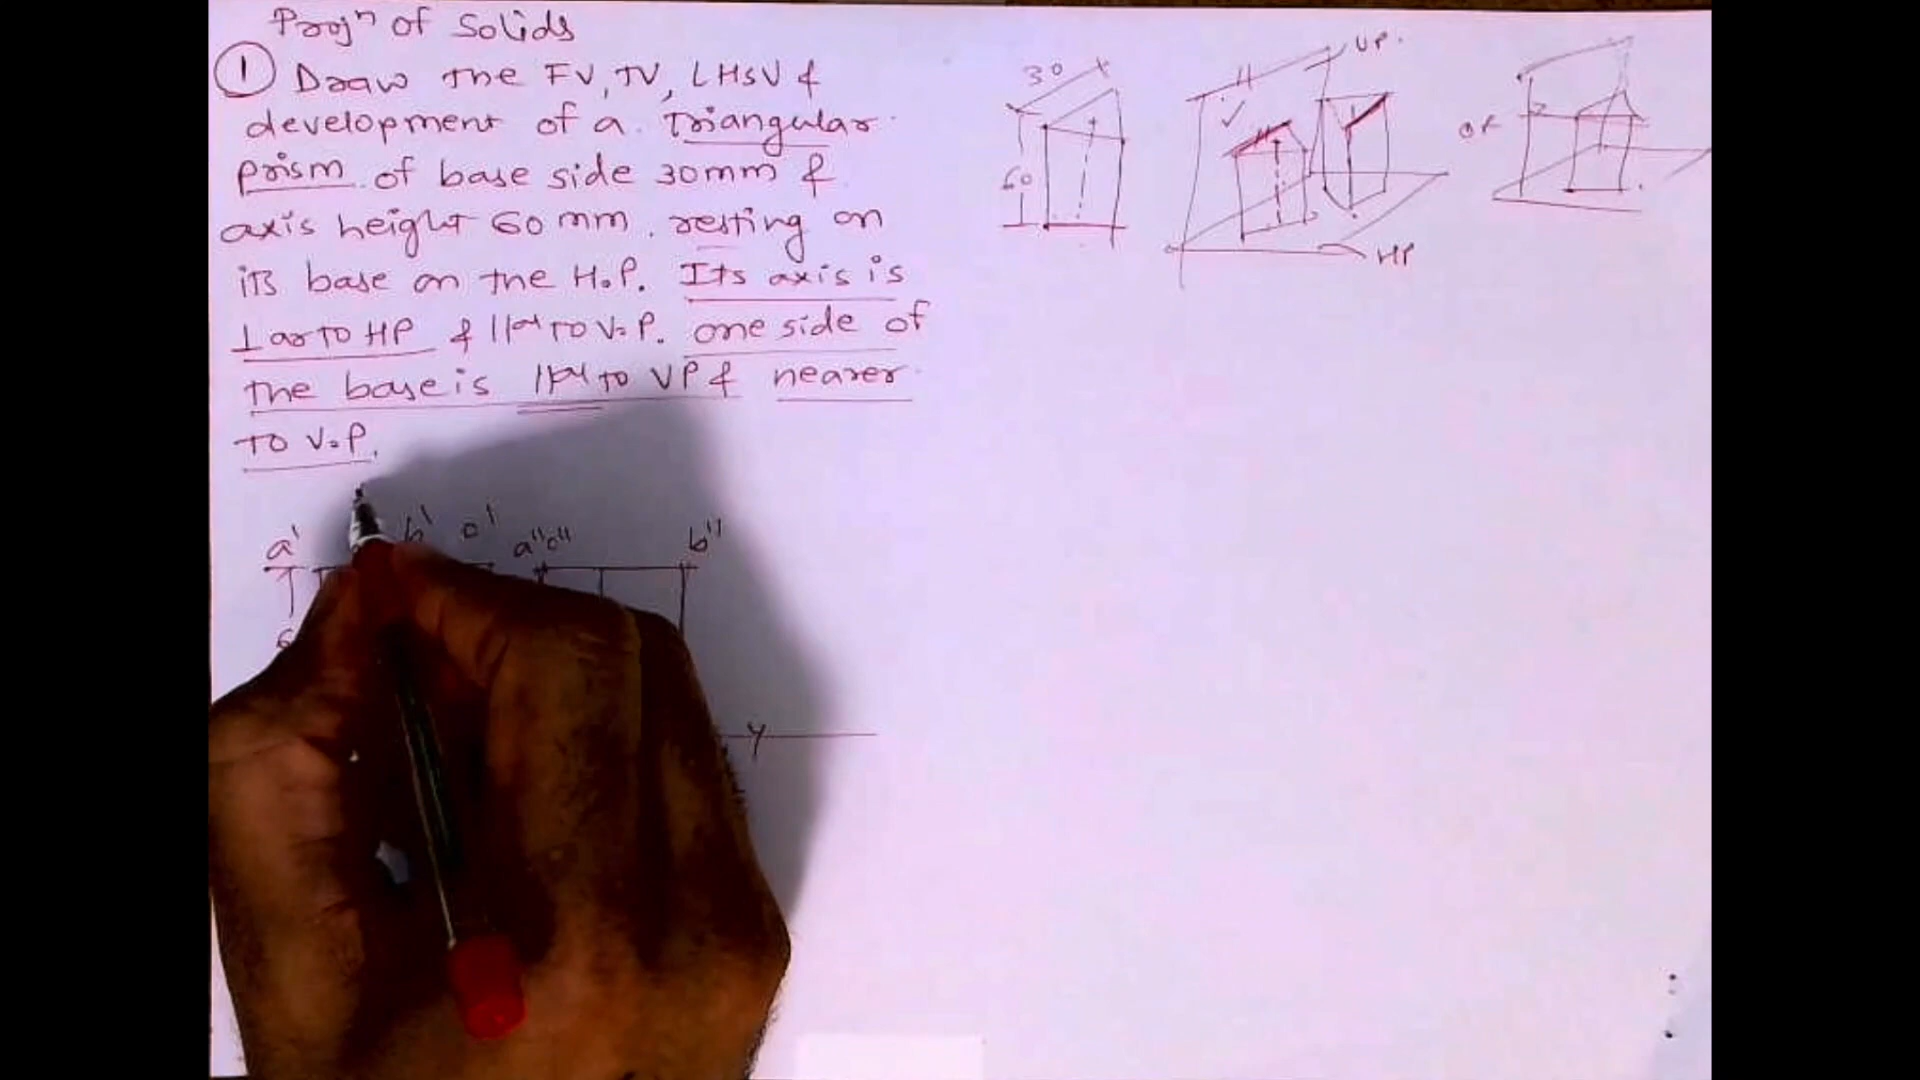 Projⁿ of Solids
① Draw the FV, TV, LHSV &
development of a Triangular
prism of base side 30mm &
axis height 60 mm. resting on
its base on the H.P. Its axis is
⊥ar to HP & ||el to V.P. one side of
the base is ||el to VP & nearer
to V.P.
30
60
VP.
HP
or
a' b' o' a"o" b"
Y